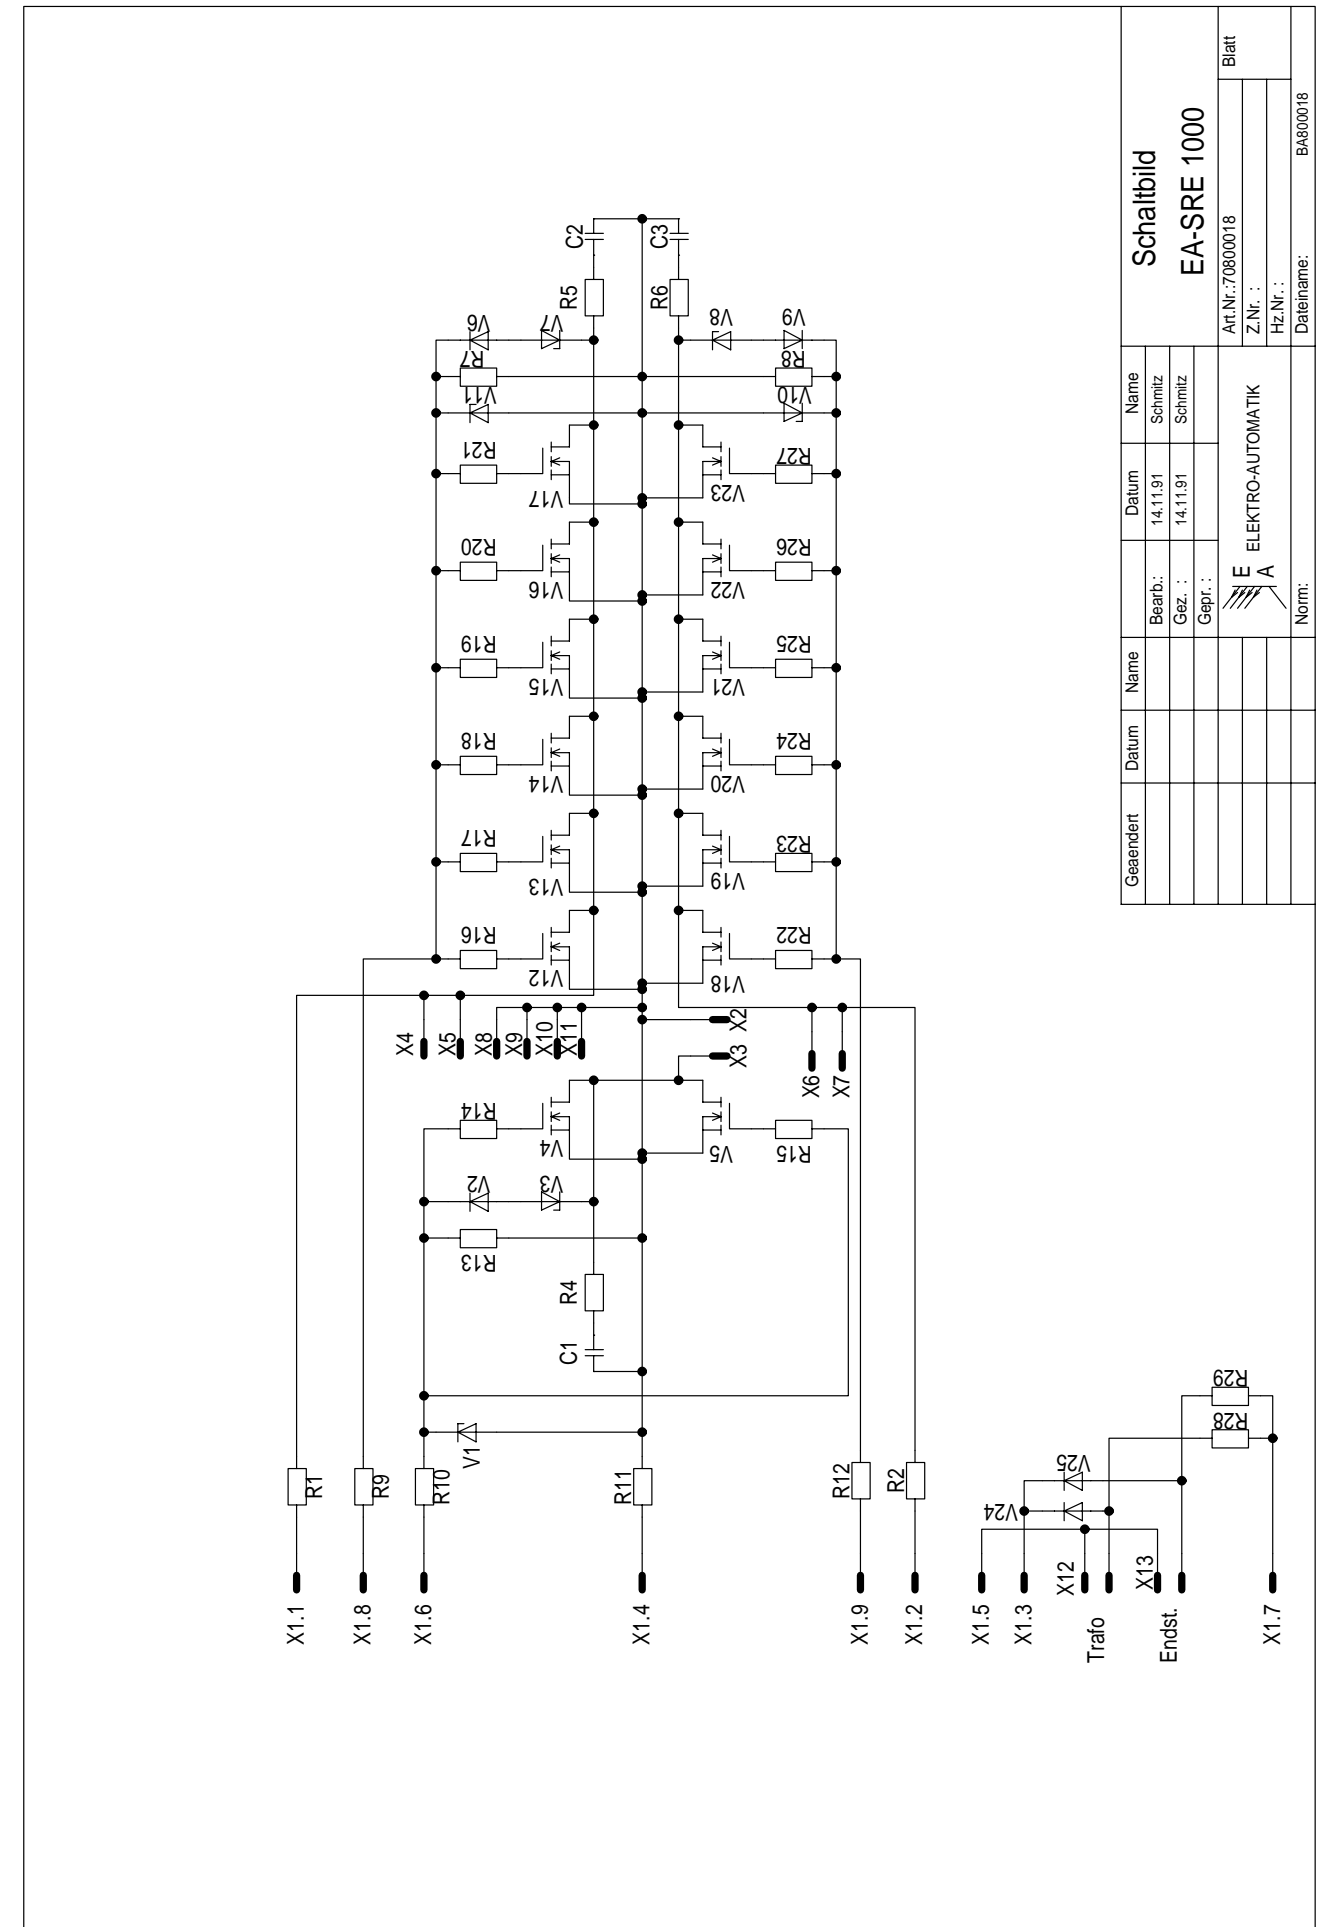 C2
C3
R5
R6
V6
V7
V8
V9
R7
R8
V11
V10
R21
R27
V17
V23
R20
R26
V16
V22
R19
R25
V15
V21
R18
R24
V14
V20
R17
R23
V13
V19
R16
R22
V12
V18
X4
X5
X8
X9
X10
X11
X2
X3
X6
X7
R14
V4
V5
R15
V2
V3
R13
R4
C1
V1
R1
R9
R10
R11
R12
R2
V24
V25
R28
R29
X1.1
X1.8
X1.6
X1.4
X1.9
X1.2
X1.5
X1.3
X12
Trafo
X13
Endst.
X1.7
Geaendert Datum Name
Datum Name
Bearb.: 14.11.91 Schmitz
Gez. : 14.11.91 Schmitz
Gepr. :
E
A
ELEKTRO-AUTOMATIK
Norm:
Schaltbild
EA-SRE 1000
Art.Nr.:70800018
Blatt
Z.Nr. :
Hz.Nr. :
Dateiname: BA800018